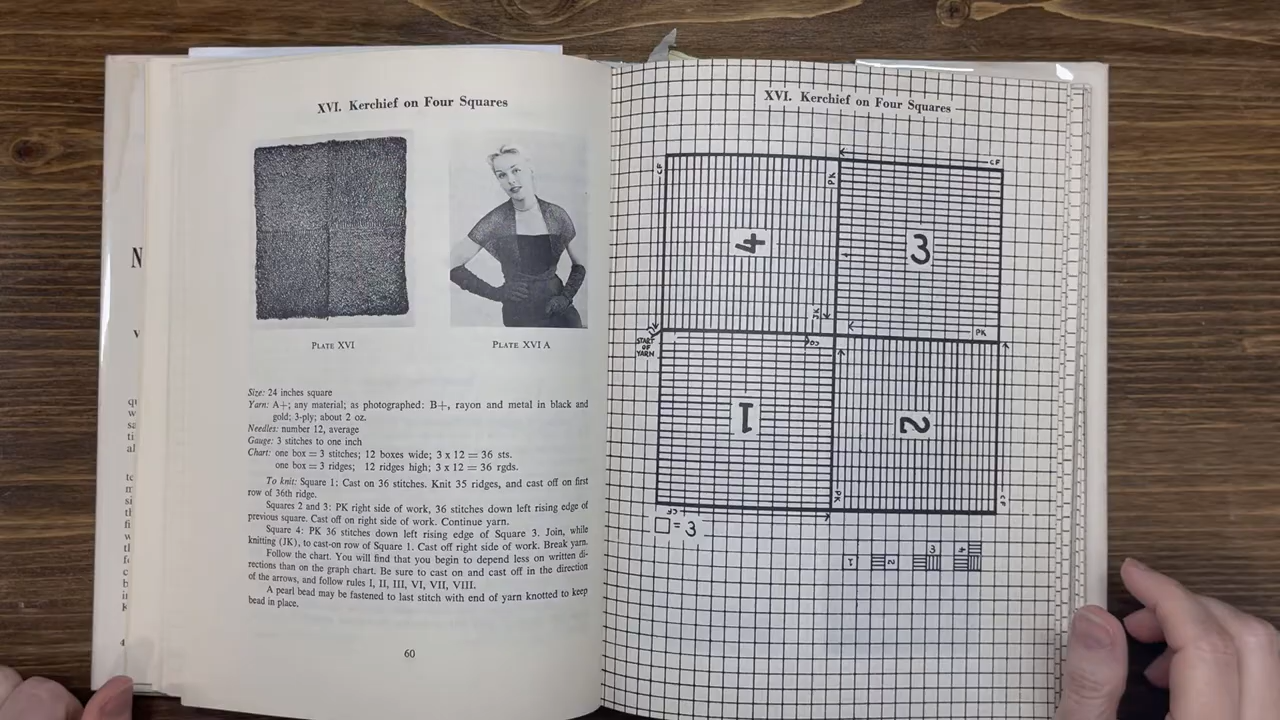 N
v
qu
sa
ti
al
XVI. Kerchief on Four Squares
PLATE XVI
PLATE XVI A
Size: 24 inches square
Yarn: A+; any material; as photographed: B+, rayon and metal in black and
gold; 3-ply; about 2 oz.
Needles: number 12, average
Gauge: 3 stitches to one inch
Chart: one box = 3 stitches; 12 boxes wide; 3 x 12 = 36 sts.
one box = 3 ridges; 12 ridges high; 3 x 12 = 36 rgds.
To knit: Square 1: Cast on 36 stitches. Knit 35 ridges, and cast off on first
row of 36th ridge.
Squares 2 and 3: PK right side of work, 36 stitches down left rising edge of
previous square. Cast off on right side of work. Continue yarn.
Square 4: PK 36 stitches down left rising edge of Square 3. Join, while
knitting (JK), to cast-on row of Square 1. Cast off right side of work. Break yarn.
Follow the chart. You will find that you begin to depend less on written di-
rections than on the graph chart. Be sure to cast on and cast off in the direction
of the arrows, and follow rules I, II, III, VI, VII, VIII.
A pearl bead may be fastened to last stitch with end of yarn knotted to keep
bead in place.
60
XVI. Kerchief on Four Squares
CF
CF
PK
4
3
JK
PK
START
OF
YARN
CO
1
2
PK
CF
CF
= 3
1
2
3
4